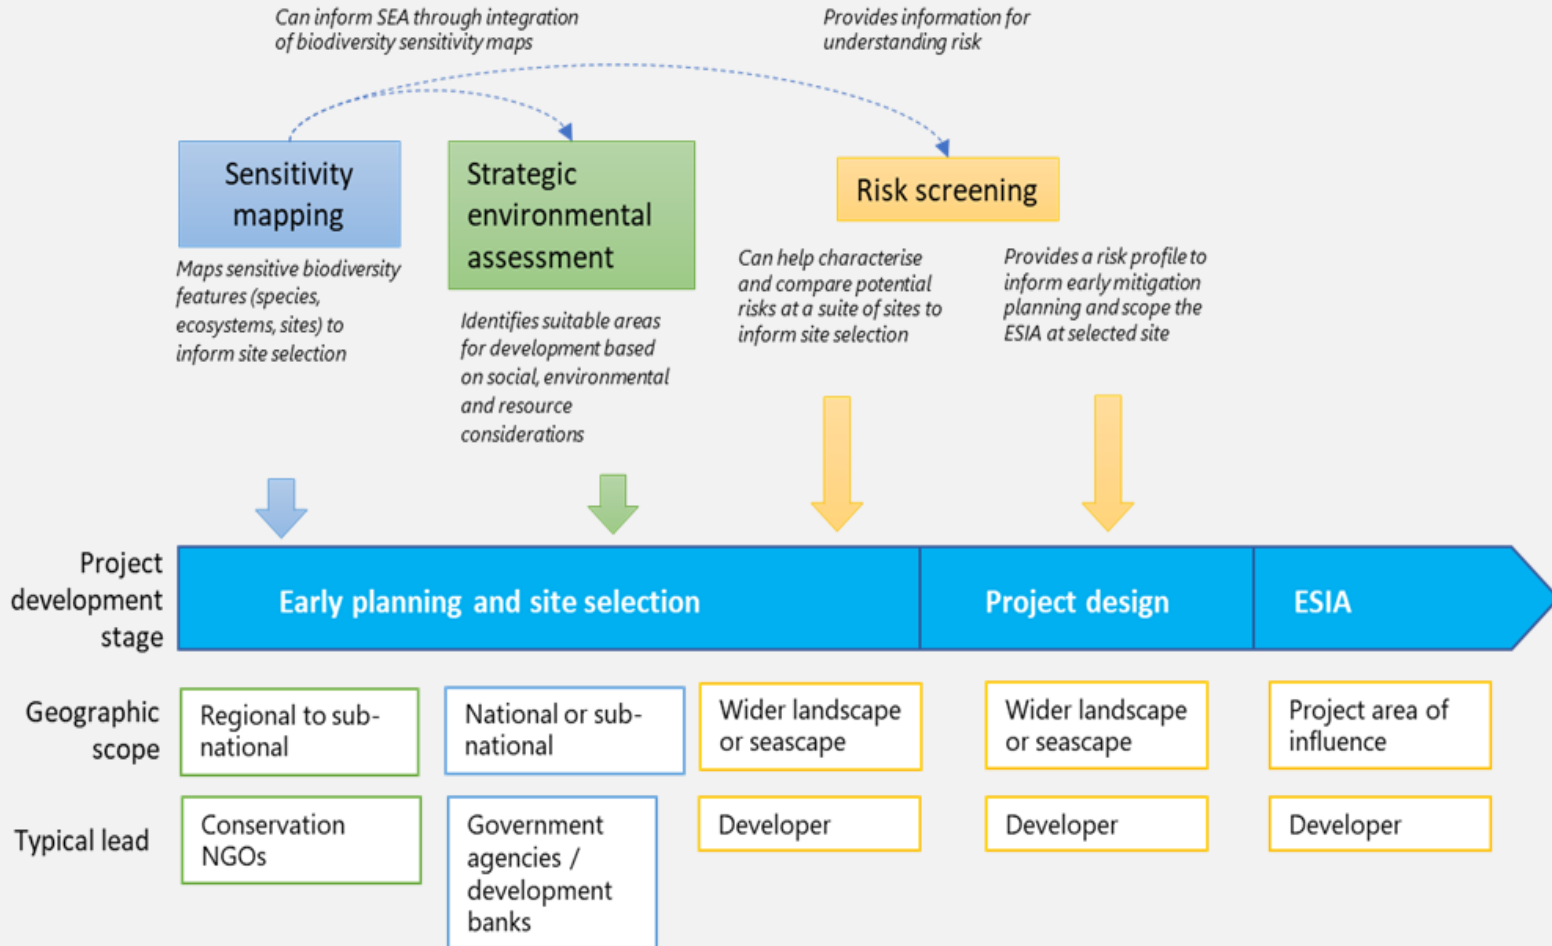 Can inform SEA through integration
of biodiversity sensitivity maps
Provides information for
understanding risk
Sensitivity
mapping
Strategic
environmental
assessment
Risk screening
Maps sensitive biodiversity
features (species,
ecosystems, sites) to
inform site selection
Identifies suitable areas
for development based
on social, environmental
and resource
considerations
Can help characterise
and compare potential
risks at a suite of sites to
inform site selection
Provides a risk profile to
inform early mitigation
planning and scope the
ESIA at selected site
Project
development
stage
Early planning and site selection
Project design
ESIA
Geographic
scope
Regional to sub-
national
National or sub-
national
Wider landscape
or seascape
Wider landscape
or seascape
Project area of
influence
Typical lead
Conservation
NGOs
Government
agencies /
development
banks
Developer
Developer
Developer